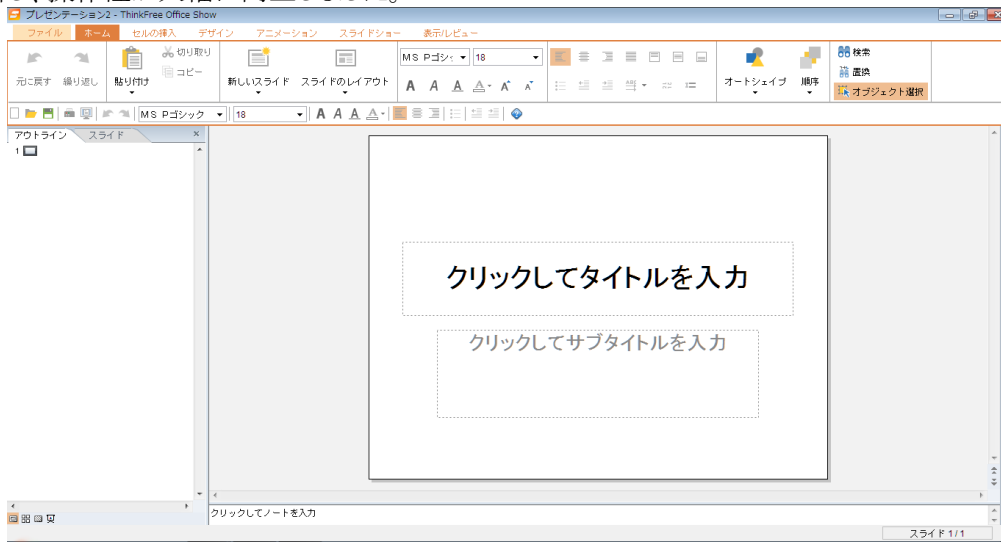 プレゼンテーション2 - ThinkFree Office Show
ファイル ホーム セルの挿入 デザイン アニメーション スライドショー 表示/レビュー
元に戻す 繰り返し 貼り付け 切り取り コピー
新しいスライド スライドのレイアウト
MS Pゴシ 18
オートシェイプ 順序
検索
置換
オブジェクト選択
MS Pゴシック 18
アウトライン スライド
1
クリックしてタイトルを入力
クリックしてサブタイトルを入力
クリックしてノートを入力
スライド 1/1